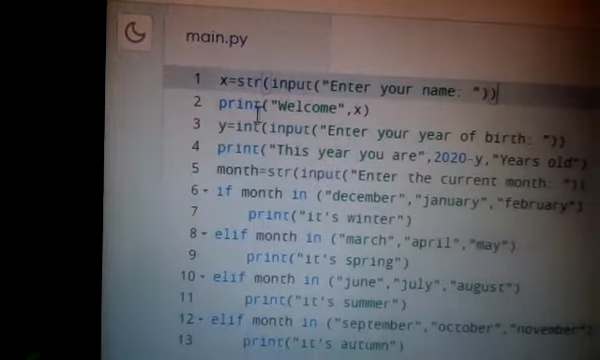 main.py
1 x=str(input("Enter your name: "))
2 print("Welcome",x)
3 y=int(input("Enter your year of birth: "))
4 print("This year you are",2020-y,"Years old")
5 month=str(input("Enter the current month: "))
6 if month in ("december","january","february")
7 print("it's winter")
8 elif month in ("march","april","may")
9 print("it's spring")
10 elif month in ("june","july","august")
11 print("it's summer")
12 elif month in ("september","october","november")
13 print("it's autumn")